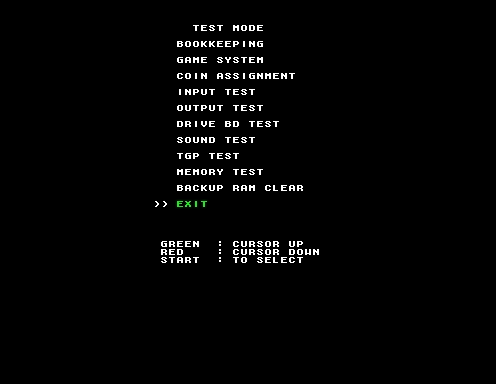 TEST MODE
BOOKKEEPING
GAME SYSTEM
COIN ASSIGNMENT
INPUT TEST
OUTPUT TEST
DRIVE BD TEST
SOUND TEST
TGP TEST
MEMORY TEST
BACKUP RAM CLEAR
>> EXIT
GREEN : CURSOR UP
RED : CURSOR DOWN
START : TO SELECT